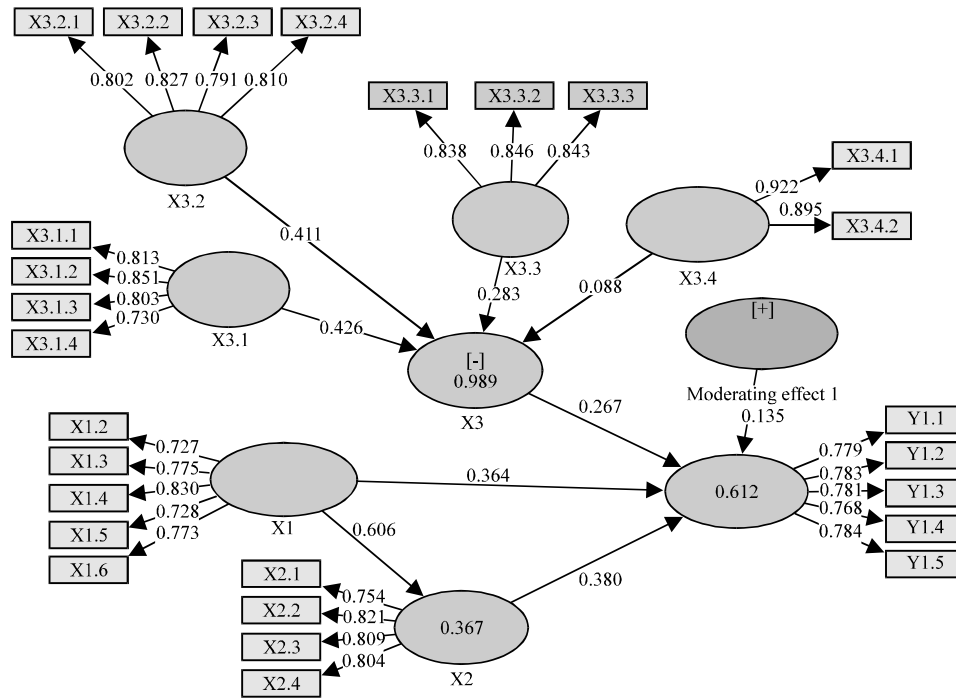 X3.2.1 X3.2.2 X3.2.3 X3.2.4
0.802 0.827 0.791 0.810
X3.2
X3.3.1 X3.3.2 X3.3.3
0.838 0.846 0.843
X3.3
X3.4.1
0.922
0.895
X3.4.2
X3.4
X3.1.1
X3.1.2
X3.1.3
X3.1.4
0.813
0.851
0.803
0.730
X3.1
0.411
0.426
0.283
0.088
[-]
0.989
X3
[+]
Moderating effect 1
0.135
0.267
X1.2
X1.3
X1.4
X1.5
X1.6
0.727
0.775
0.830
0.728
0.773
X1
0.364
0.606
0.612
0.779
0.783
0.781
0.768
0.784
Y1.1
Y1.2
Y1.3
Y1.4
Y1.5
0.380
X2.1
X2.2
X2.3
X2.4
0.754
0.821
0.809
0.804
0.367
X2